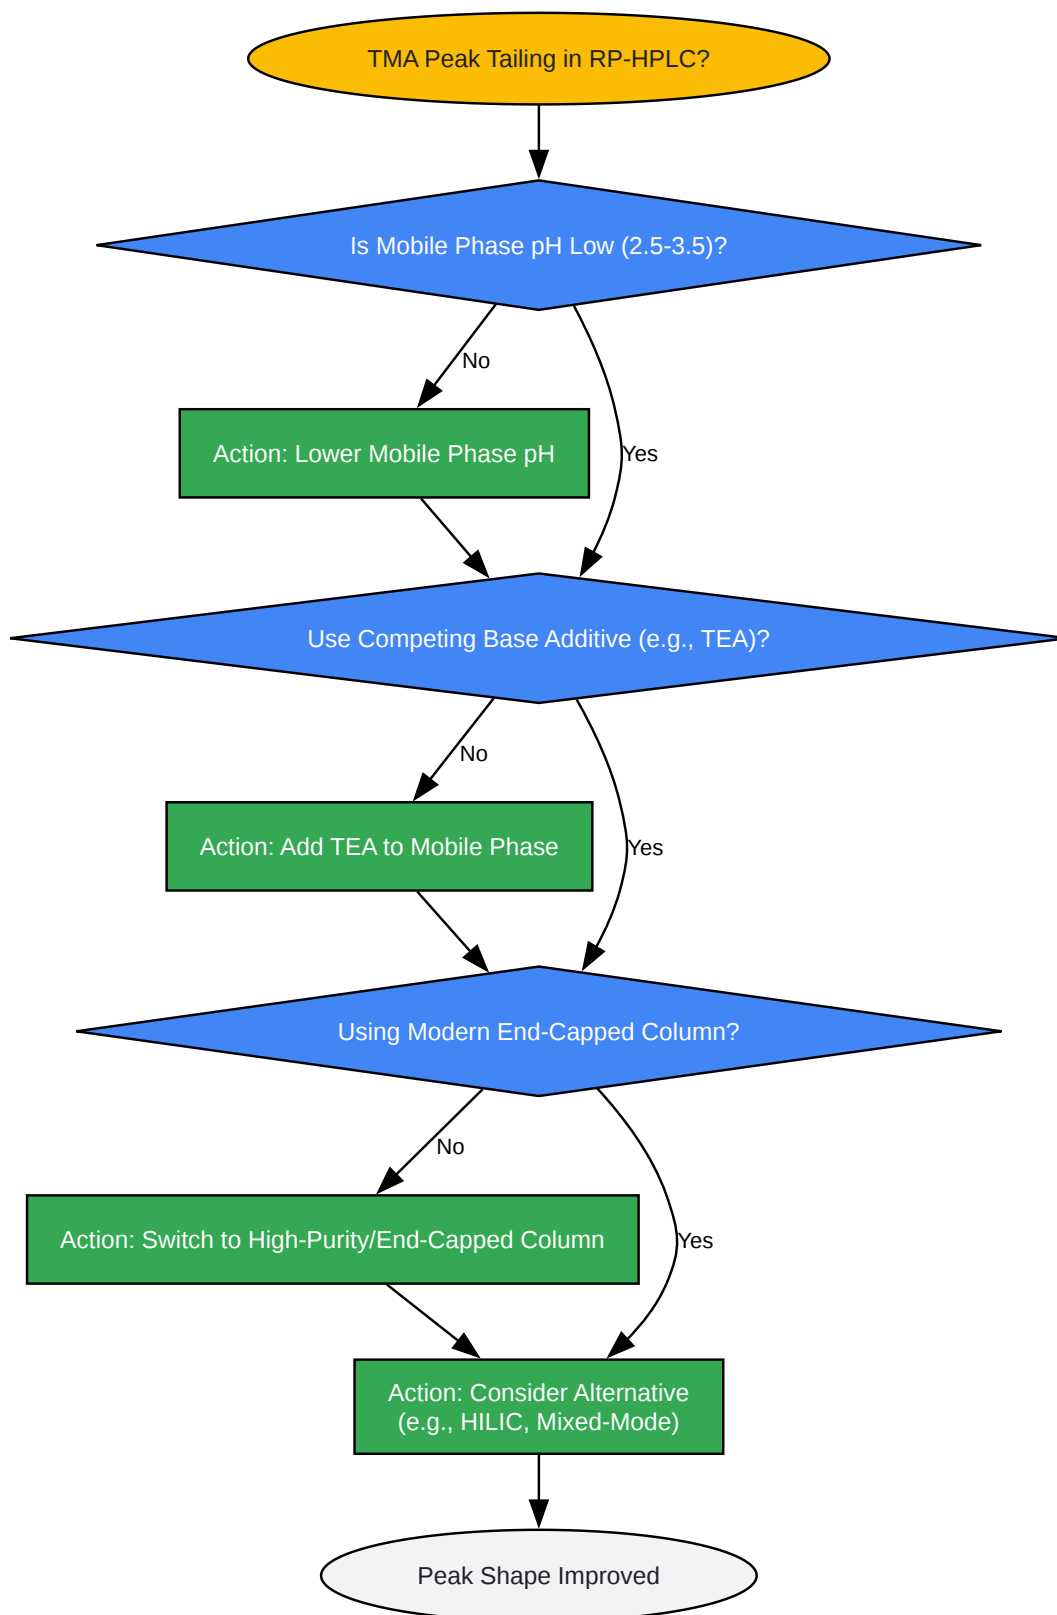 TMA Peak Tailing in RP-HPLC?
Is Mobile Phase pH Low (2.5-3.5)?
No
Action: Lower Mobile Phase pH
Yes
Use Competing Base Additive (e.g., TEA)?
No
Action: Add TEA to Mobile Phase
Yes
Using Modern End-Capped Column?
No
Action: Switch to High-Purity/End-Capped Column
Yes
Action: Consider Alternative
(e.g., HILIC, Mixed-Mode)
Peak Shape Improved